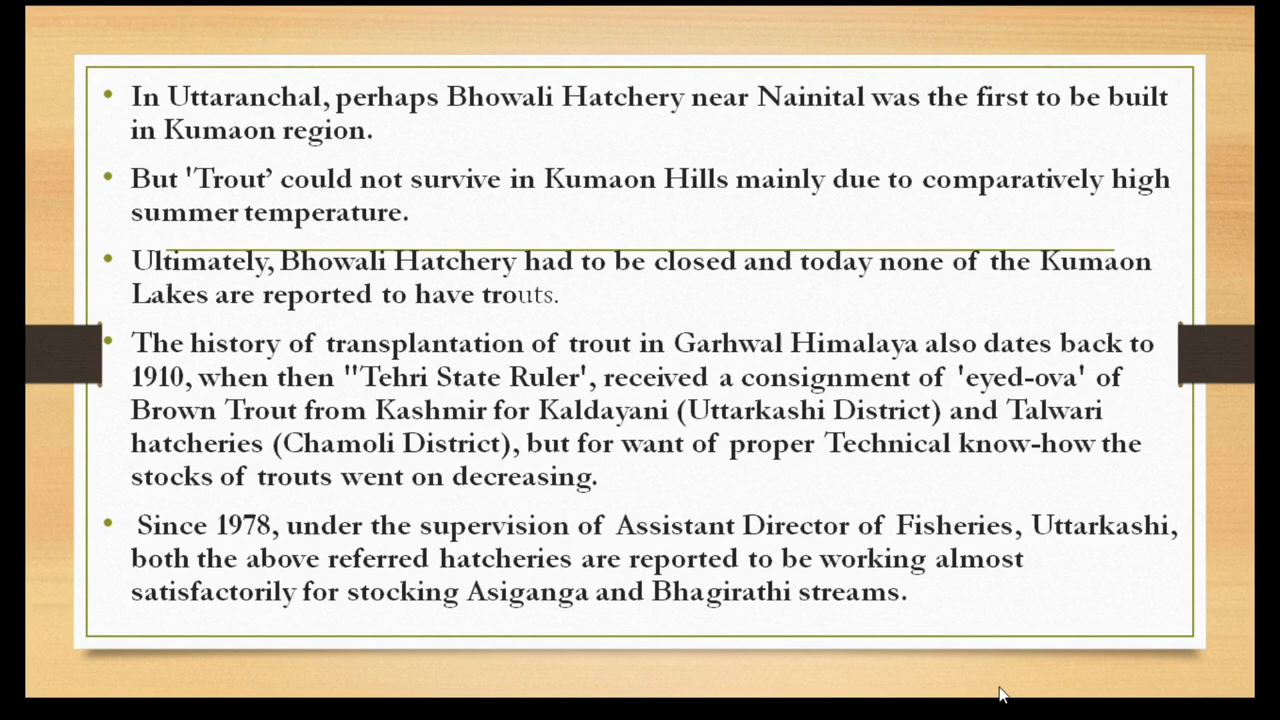 • In Uttaranchal, perhaps Bhowali Hatchery near Nainital was the first to be built
in Kumaon region.
• But 'Trout’ could not survive in Kumaon Hills mainly due to comparatively high
summer temperature.
• Ultimately, Bhowali Hatchery had to be closed and today none of the Kumaon
Lakes are reported to have trouts.
• The history of transplantation of trout in Garhwal Himalaya also dates back to
1910, when then "Tehri State Ruler', received a consignment of 'eyed-ova' of
Brown Trout from Kashmir for Kaldayani (Uttarkashi District) and Talwari
hatcheries (Chamoli District), but for want of proper Technical know-how the
stocks of trouts went on decreasing.
• Since 1978, under the supervision of Assistant Director of Fisheries, Uttarkashi,
both the above referred hatcheries are reported to be working almost
satisfactorily for stocking Asiganga and Bhagirathi streams.